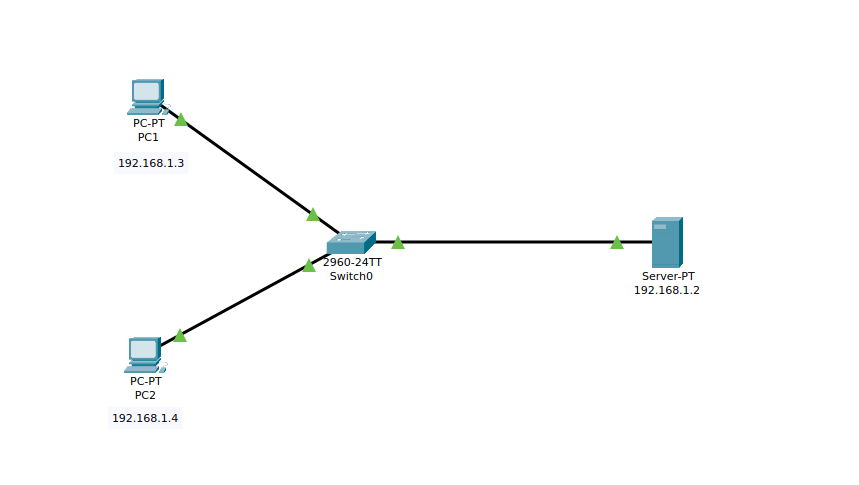 PC-PT
PC1
192.168.1.3
2960-24TT
Switch0
Server-PT
192.168.1.2
PC-PT
PC2
192.168.1.4